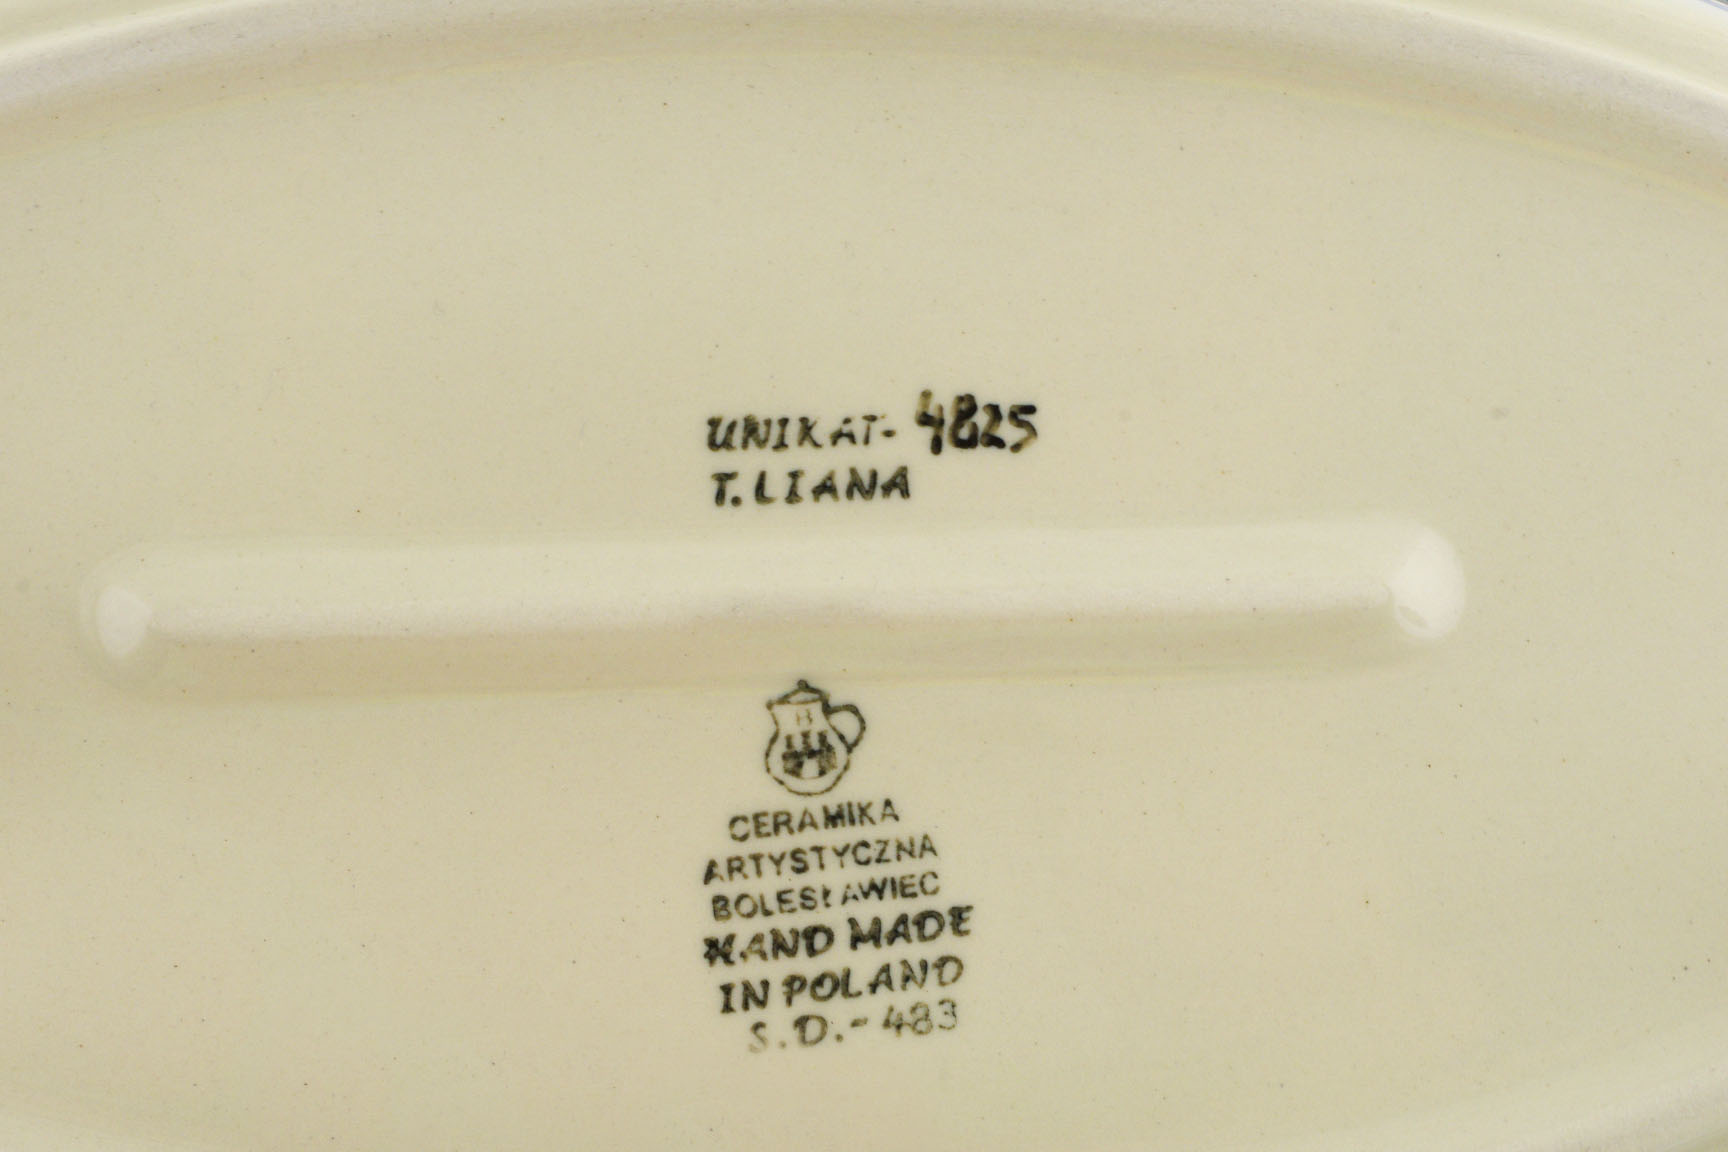 UNIKAT- 4825
T. LIANA
B
CERAMIKA
ARTYSTYCZNA
BOLESŁAWIEC
HAND MADE
IN POLAND
S.D.- 483